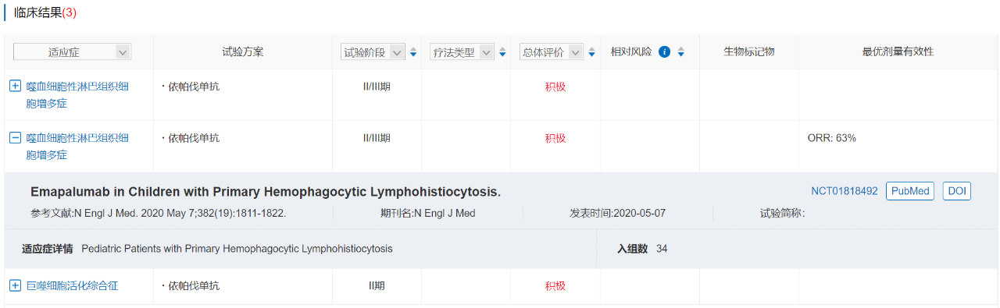 临床结果(3)
适应症 试验方案 试验阶段 疗法类型 总体评价 相对风险 i 生物标记物 最优剂量有效性
噬血细胞性淋巴组织细 · 依帕伐单抗 II/III期 积极
胞增多症
噬血细胞性淋巴组织细 · 依帕伐单抗 II/III期 积极 ORR: 63%
胞增多症
Emapalumab in Children with Primary Hemophagocytic Lymphohistiocytosis. NCT01818492 PubMed DOI
参考文献:N Engl J Med. 2020 May 7;382(19):1811-1822. 期刊名:N Engl J Med 发表时间:2020-05-07 试验简称:
适应症详情 Pediatric Patients with Primary Hemophagocytic Lymphohistiocytosis 入组数 34
巨噬细胞活化综合征 · 依帕伐单抗 II期 积极